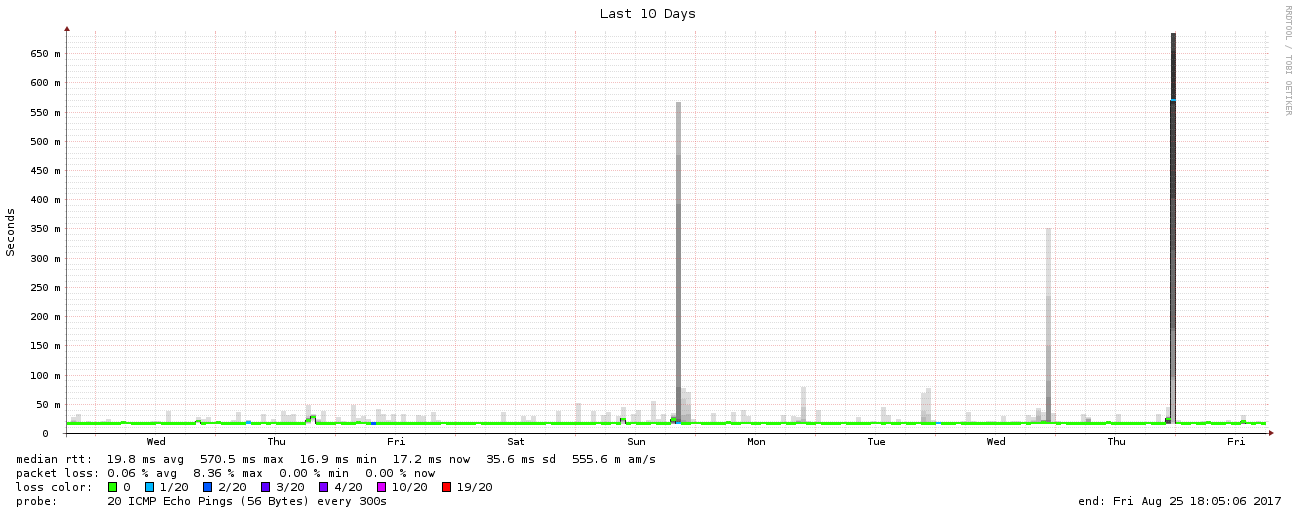 Last 10 Days
RRDTOOL / TOBI OETIKER
Seconds
650 m
600 m
550 m
500 m
450 m
400 m
350 m
300 m
250 m
200 m
150 m
100 m
50 m
0
Wed Thu Fri Sat Sun Mon Tue Wed Thu Fri
median rtt: 19.8 ms avg 570.5 ms max 16.9 ms min 17.2 ms now 35.6 ms sd 555.6 m am/s
packet loss: 0.06 % avg 8.36 % max 0.00 % min 0.00 % now
loss color: 0 1/20 2/20 3/20 4/20 10/20 19/20
probe: 20 ICMP Echo Pings (56 Bytes) every 300s end: Fri Aug 25 18:05:06 2017